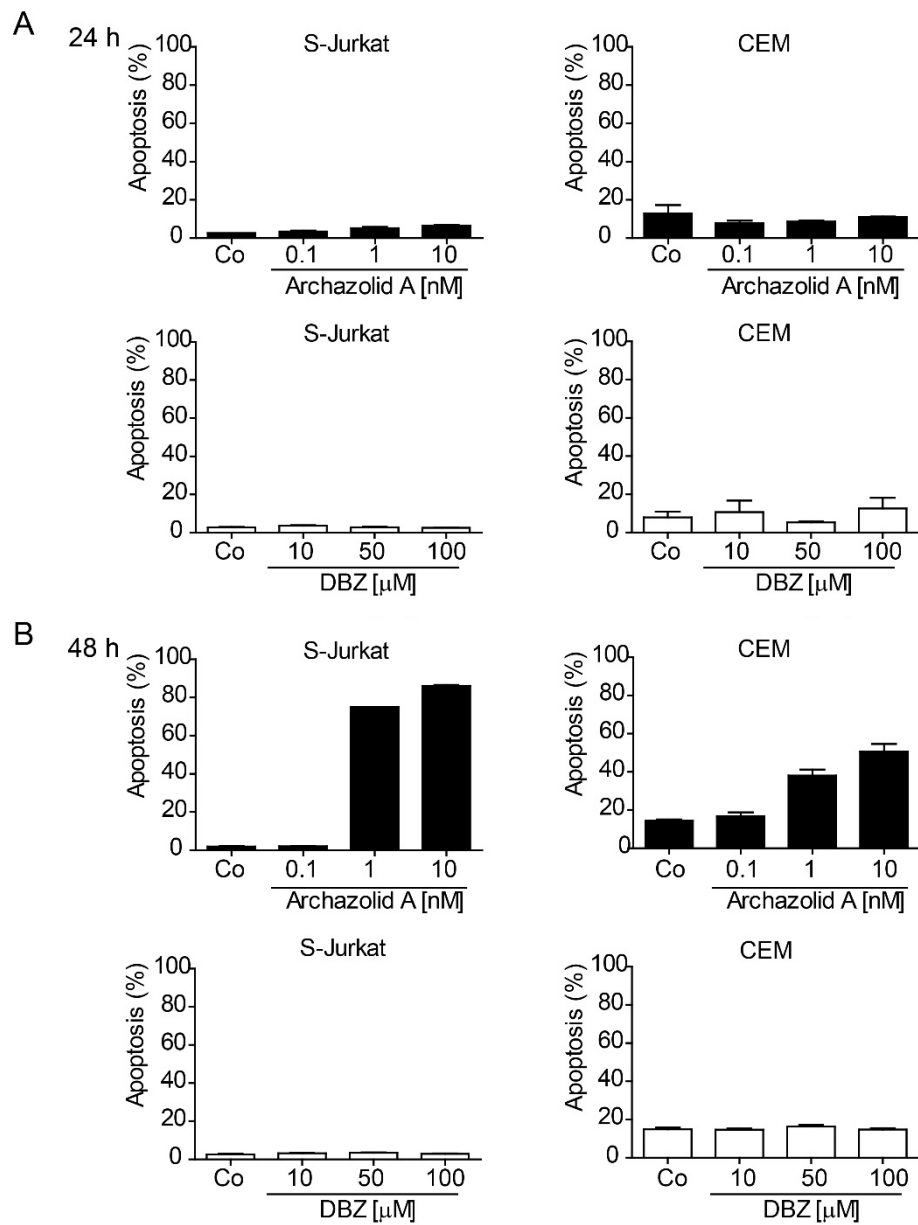 A
24 h
S-Jurkat
Apoptosis (%)
100
80
60
40
20
0
Co 0.1 1 10
Archazolid A [nM]
CEM
Apoptosis (%)
100
80
60
40
20
0
Co 0.1 1 10
Archazolid A [nM]
S-Jurkat
Apoptosis (%)
100
80
60
40
20
0
Co 10 50 100
DBZ [μM]
CEM
Apoptosis (%)
100
80
60
40
20
0
Co 10 50 100
DBZ [μM]
B
48 h
S-Jurkat
Apoptosis (%)
100
80
60
40
20
0
Co 0.1 1 10
Archazolid A [nM]
CEM
Apoptosis (%)
100
80
60
40
20
0
Co 0.1 1 10
Archazolid A [nM]
S-Jurkat
Apoptosis (%)
100
80
60
40
20
0
Co 10 50 100
DBZ [μM]
CEM
Apoptosis (%)
100
80
60
40
20
0
Co 10 50 100
DBZ [μM]